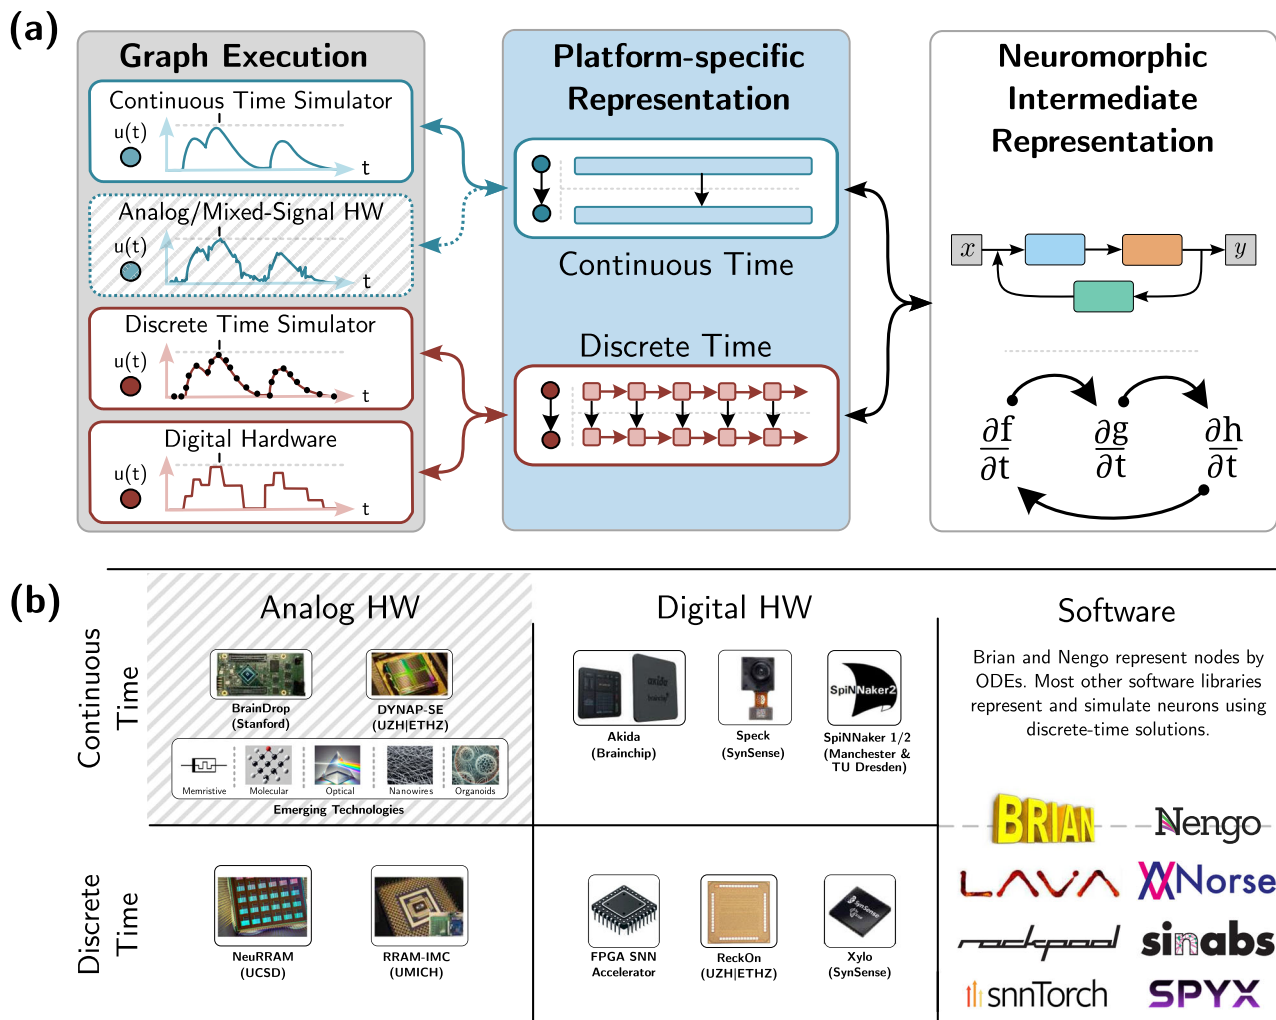 (a)
Graph Execution
Continuous Time Simulator
u(t)
t
Analog/Mixed-Signal HW
u(t)
t
Discrete Time Simulator
u(t)
t
Digital Hardware
u(t)
t
Platform-specific
Representation
Continuous Time
Discrete Time
Neuromorphic
Intermediate
Representation
x
y
∂f
∂t
∂g
∂t
∂h
∂t
(b)
Continuous
Time
Discrete
Time
Analog HW
BrainDrop
(Stanford)
DYNAP-SE
(UZH|ETHZ)
Memristive
Molecular
Optical
Nanowires
Organoids
Emerging Technologies
NeuRRAM
(UCSD)
RRAM-IMC
(UMICH)
Digital HW
akida
brainchip
Akida
(Brainchip)
Speck
(SynSense)
SpiNNaker2
SpiNNaker 1/2
(Manchester &
TU Dresden)
FPGA SNN
Accelerator
ReckOn
(UZH|ETHZ)
SynSense
Xylo
(SynSense)
Software
Brian and Nengo represent nodes by
ODEs. Most other software libraries
represent and simulate neurons using
discrete-time solutions.
BRIAN
Nengo
LAVA
Norse
rockpool
sinabs
snnTorch
SPYX